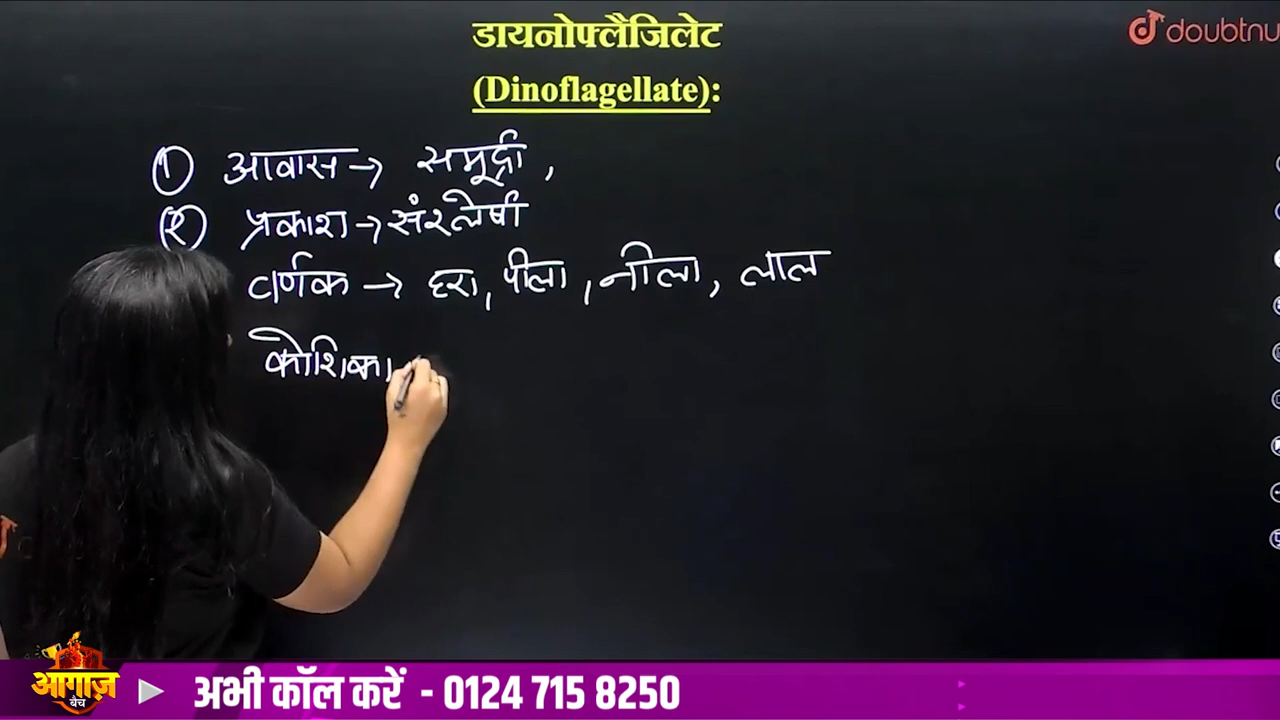 डायनोफ्लैजिलेट
doubtnu
(Dinoflagellate):
① आवास → समूद्री,
② प्रकाश → संश्लेषी
वर्णक → हरा, पीला, नीला, लाल
कोशिका
आगाज़
बैच
अभी कॉल करें - 0124 715 8250